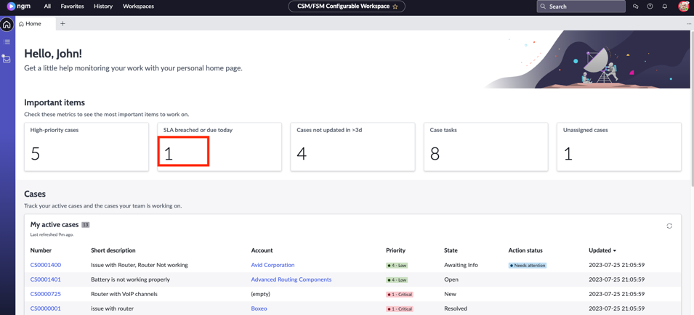 ngm All Favorites History Workspaces CSM/FSM Configurable Workspace Search
Home
Hello, John!
Get a little help monitoring your work with your personal home page.
Important items
Check these metrics to see the most important items to work on.
High-priority cases SLA breached or due today Cases not updated in >3d Case tasks Unassigned cases
5 1 4 8 1
Cases
Track your active cases and the cases your team is working on.
My active cases 13
Last refreshed 9m ago
Number Short description Account Priority State Action status Updated
CS0001400 Issue with Router, Router Not working Avid Corporation 4 - Low Awaiting Info Needs attention 2023-07-25 21:05:59
CS0001401 Battery is not working properly Advanced Routing Components 4 - Low Open 2023-07-25 21:05:59
CS0000725 Router with VoIP channels (empty) 1 - Critical New 2023-07-25 21:05:59
CS0000001 Issue with router Boxeo 1 - Critical Resolved 2023-07-25 21:05:59